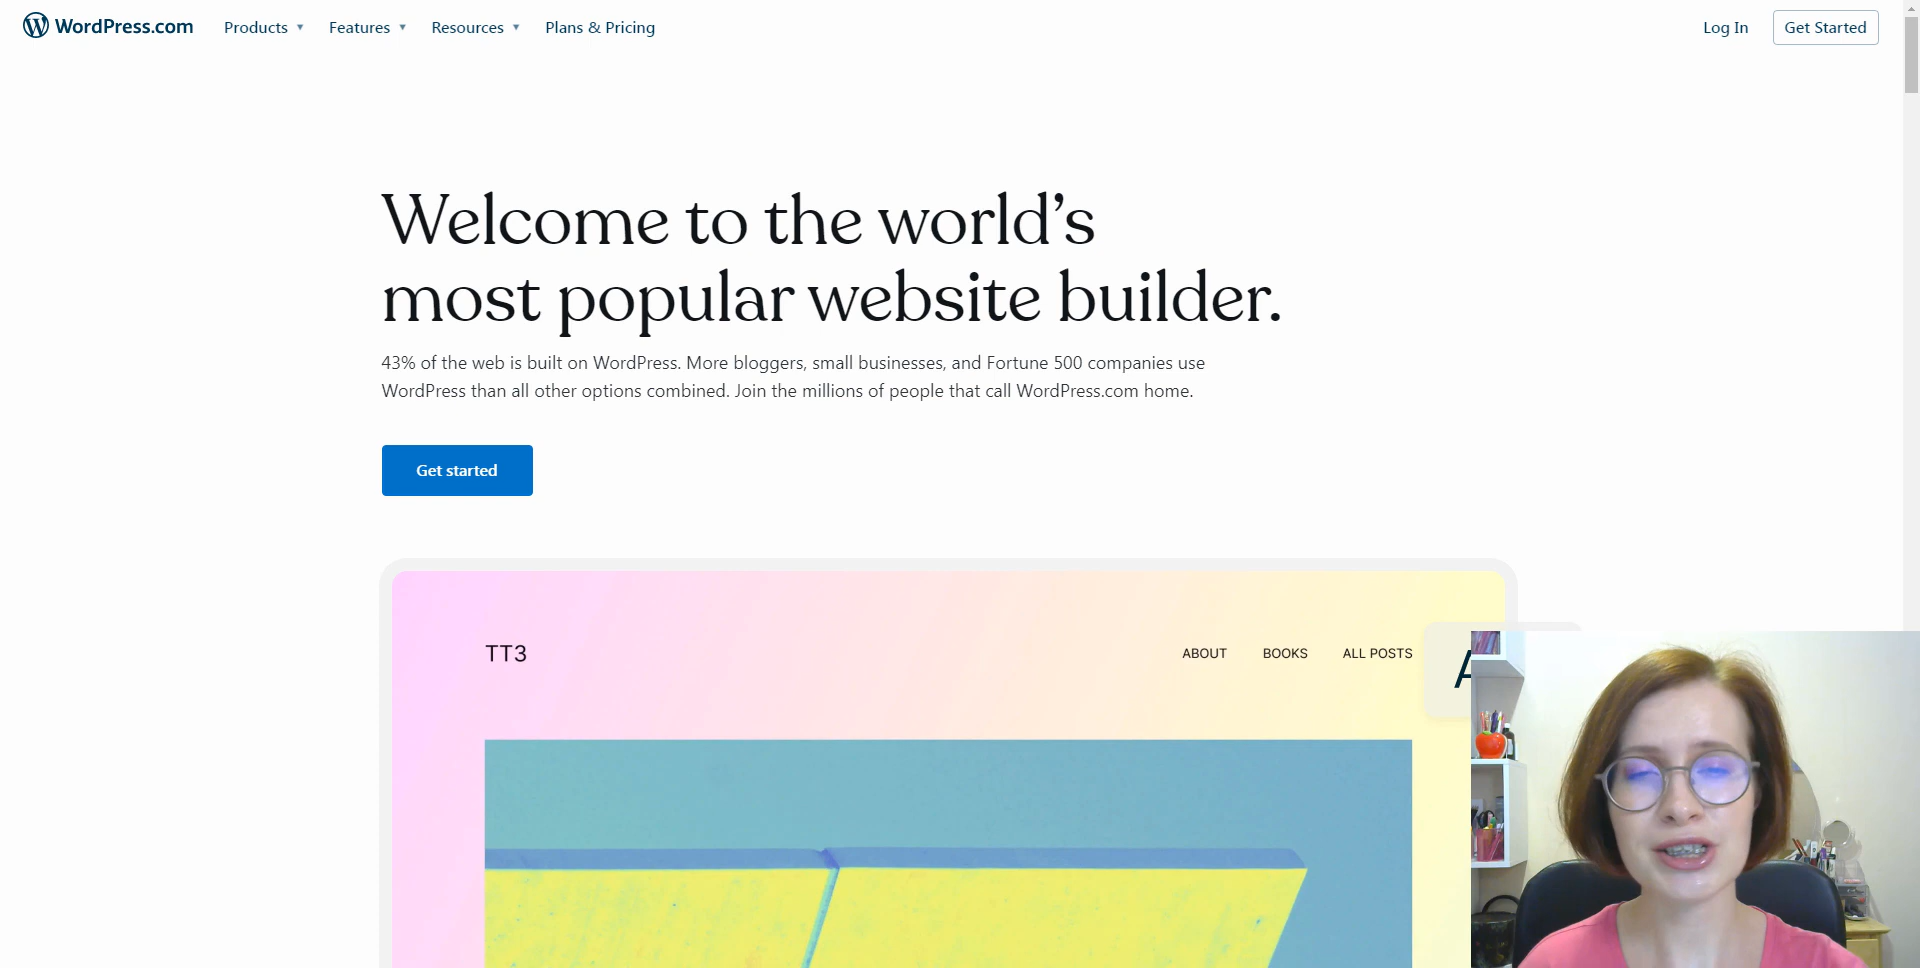 WordPress.com
Products
Features
Resources
Plans & Pricing
Log In
Get Started
Welcome to the world’s
most popular website builder.
43% of the web is built on WordPress. More bloggers, small businesses, and Fortune 500 companies use
WordPress than all other options combined. Join the millions of people that call WordPress.com home.
Get started
TT3
ABOUT
BOOKS
ALL POSTS
A